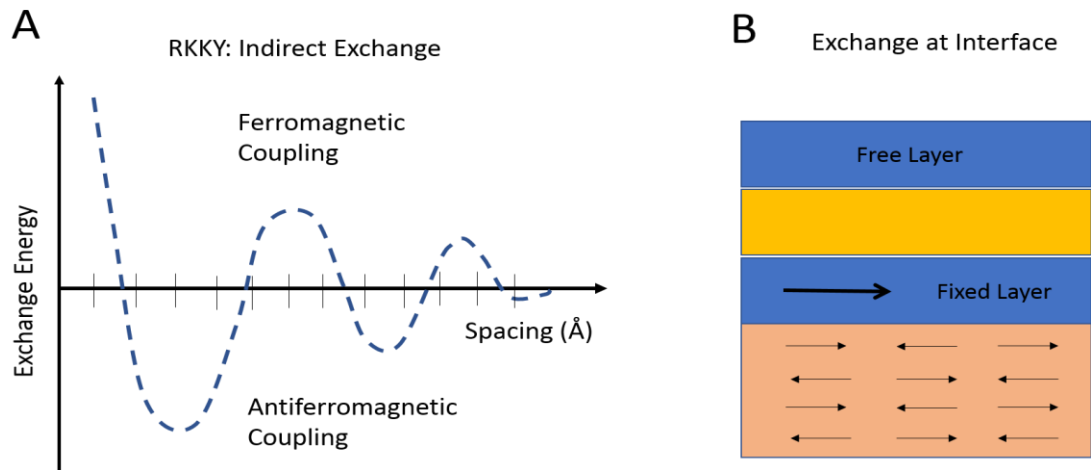 A
RKKY: Indirect Exchange
Ferromagnetic
Coupling
Exchange Energy
Spacing (Å)
Antiferromagnetic
Coupling
B
Exchange at Interface
Free Layer
Fixed Layer